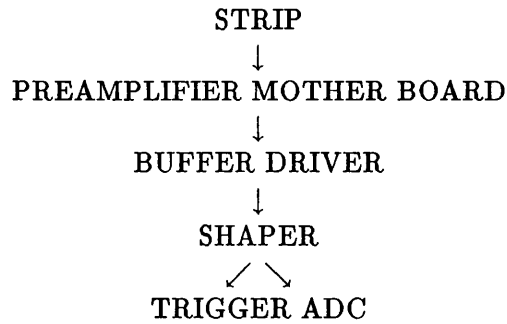 STRIP
PREAMPLIFIER MOTHER BOARD
BUFFER DRIVER
SHAPER
TRIGGER ADC